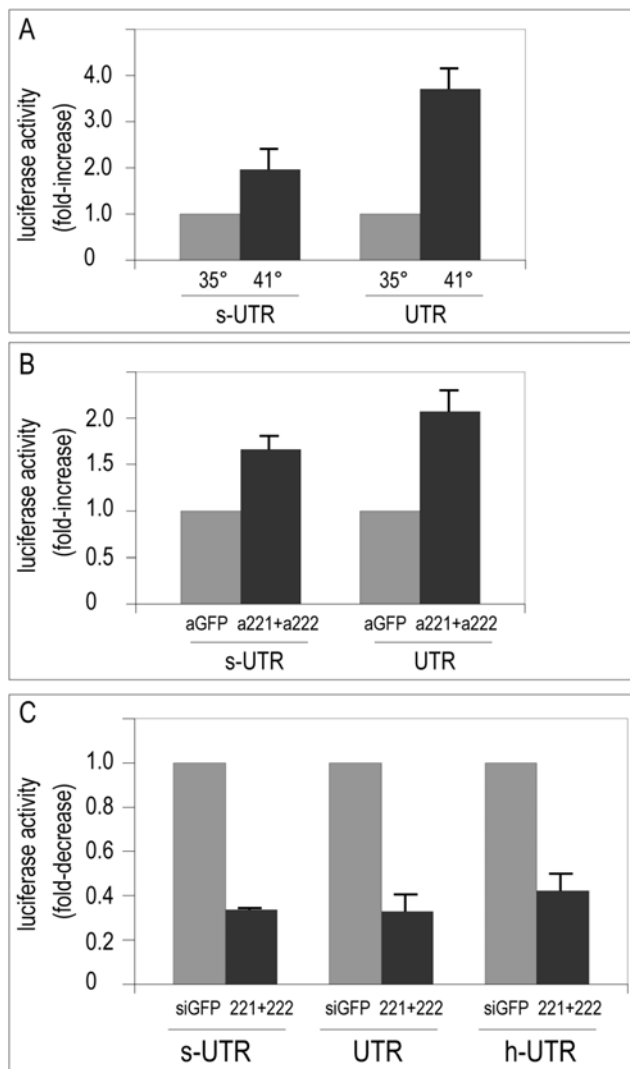 A
luciferase activity
(fold-increase)
4.0
3.0
2.0
1.0
0
35° 41° 35° 41°
s-UTR UTR
B
luciferase activity
(fold-increase)
2.0
1.5
1.0
0.5
0
aGFP a221+a222 aGFP a221+a222
s-UTR UTR
C
luciferase activity
(fold-decrease)
1.0
0.8
0.6
0.4
0.2
0
siGFP 221+222 siGFP 221+222 siGFP 221+222
s-UTR UTR h-UTR